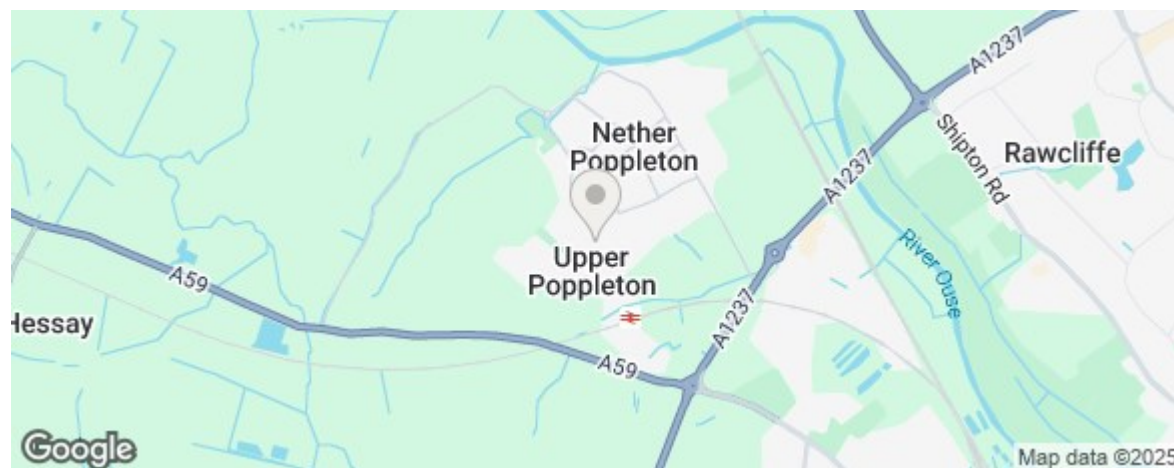 A1237
Nether
Poppleton
Shipton Rd
Rawcliffe
A1237
River Ouse
Upper
Poppleton
A59
Hessay
A1237
A59
Google
Map data ©2025